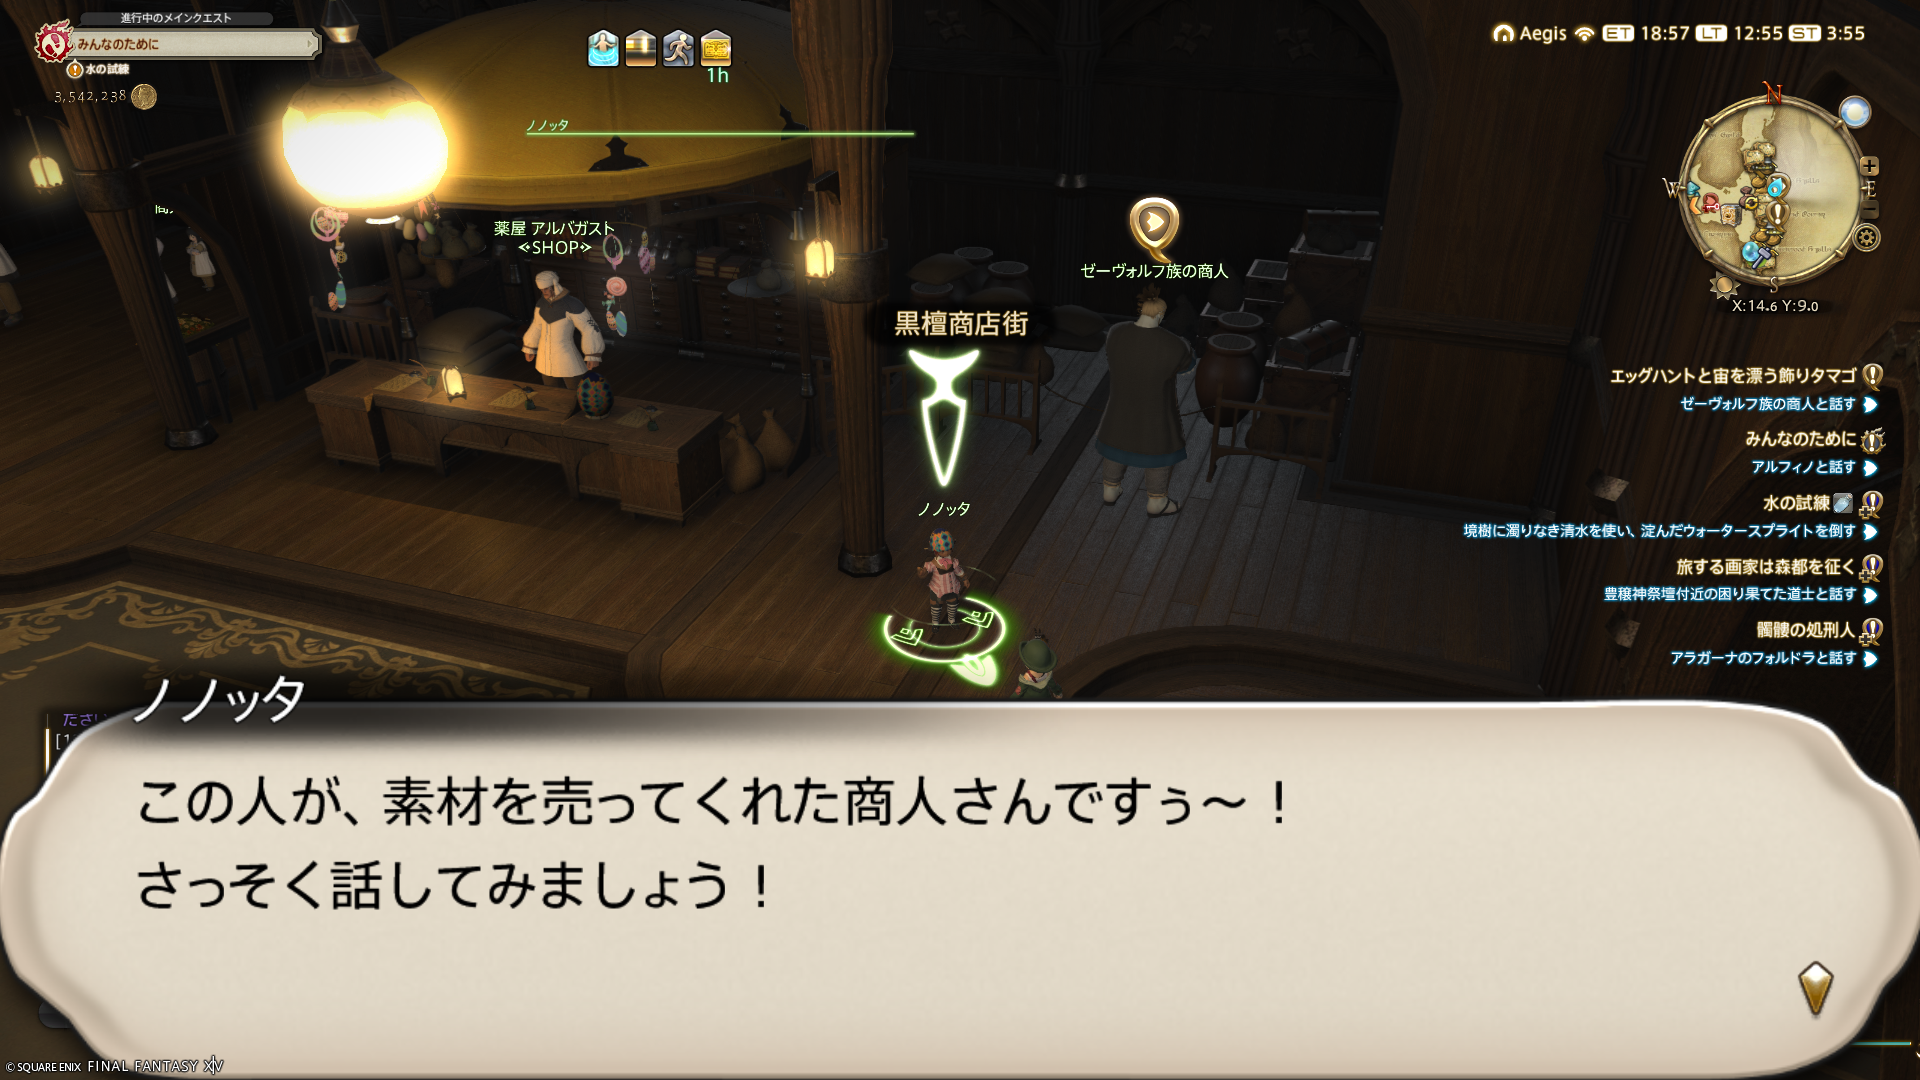 進行中のメインクエスト
みんなのために
水の試練
3,542,238
1h
Aegis ET 18:57 LT 12:55 ST 3:55
N
W
E
S
X:14.6 Y:9.0
ノノッタ
薬屋 アルバガスト
<SHOP>
ゼーヴォルフ族の商人
黒檀商店街
ノノッタ
エッグハントと宙を漂う飾りタマゴ
ゼーヴォルフ族の商人と話す
みんなのために
アルフィノと話す
水の試練
境樹に濁りなき清水を使い、淀んだウォータースプライトを倒す
旅する画家は森都を征く
豊穣神祭壇付近の困り果てた道士と話す
髑髏の処刑人
アラガーナのフォルドラと話す
ノノッタ
この人が、素材を売ってくれた商人さんですぅ～！
さっそく話してみましょう！
© SQUARE ENIX FINAL FANTASY XIV